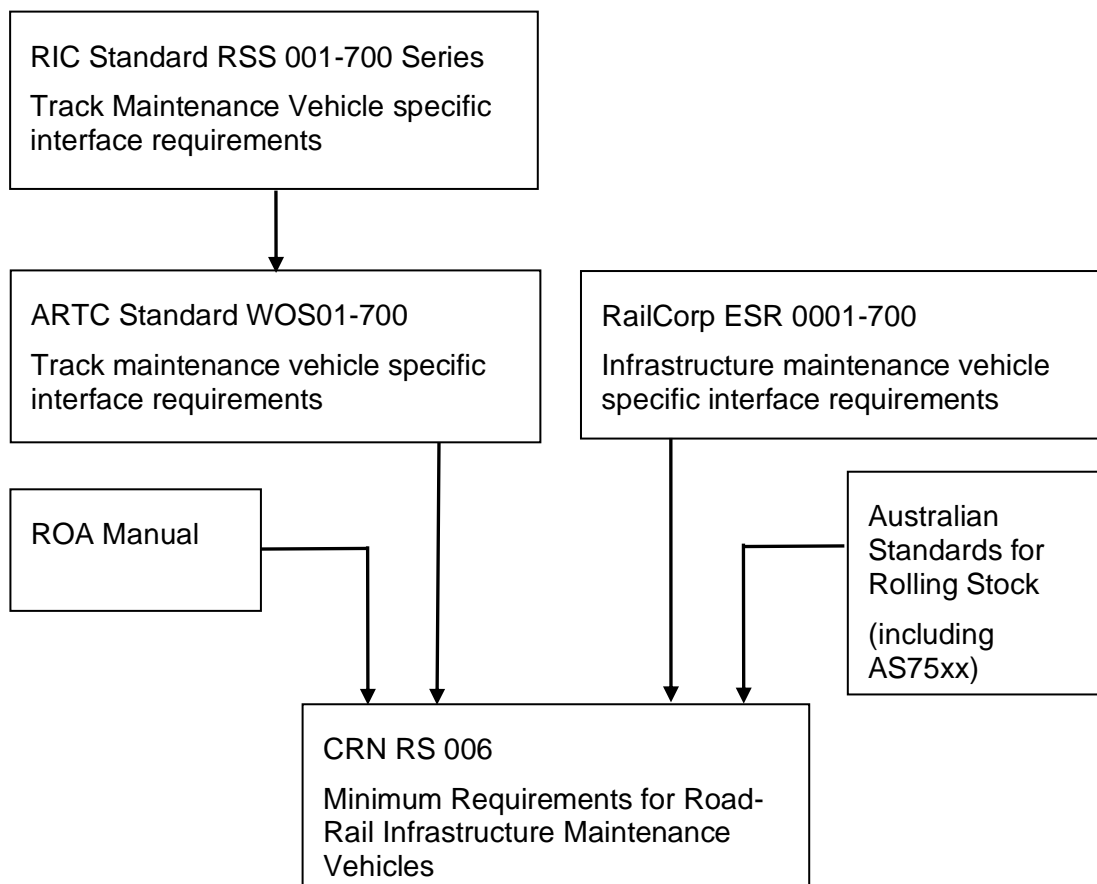 RIC Standard RSS 001-700 Series
Track Maintenance Vehicle specific
interface requirements
ARTC Standard WOS01-700
Track maintenance vehicle specific
interface requirements
RailCorp ESR 0001-700
Infrastructure maintenance vehicle
specific interface requirements
ROA Manual
Australian
Standards for
Rolling Stock
(including
AS75xx)
CRN RS 006
Minimum Requirements for Road-
Rail Infrastructure Maintenance
Vehicles